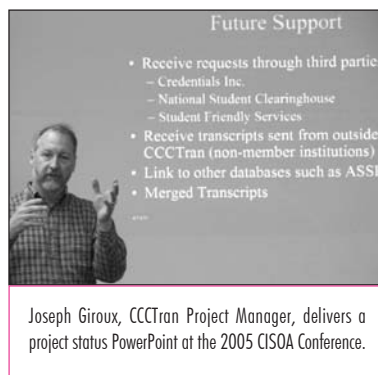 Future Support
• Receive requests through third partie
– Credentials Inc.
– National Student Clearinghouse
– Student Friendly Services
• Receive transcripts sent from outside
CCCTran (non-member institutions)
• Link to other databases such as ASSI
• Merged Transcripts
Joseph Giroux, CCCTran Project Manager, delivers a
project status PowerPoint at the 2005 CISOA Conference.